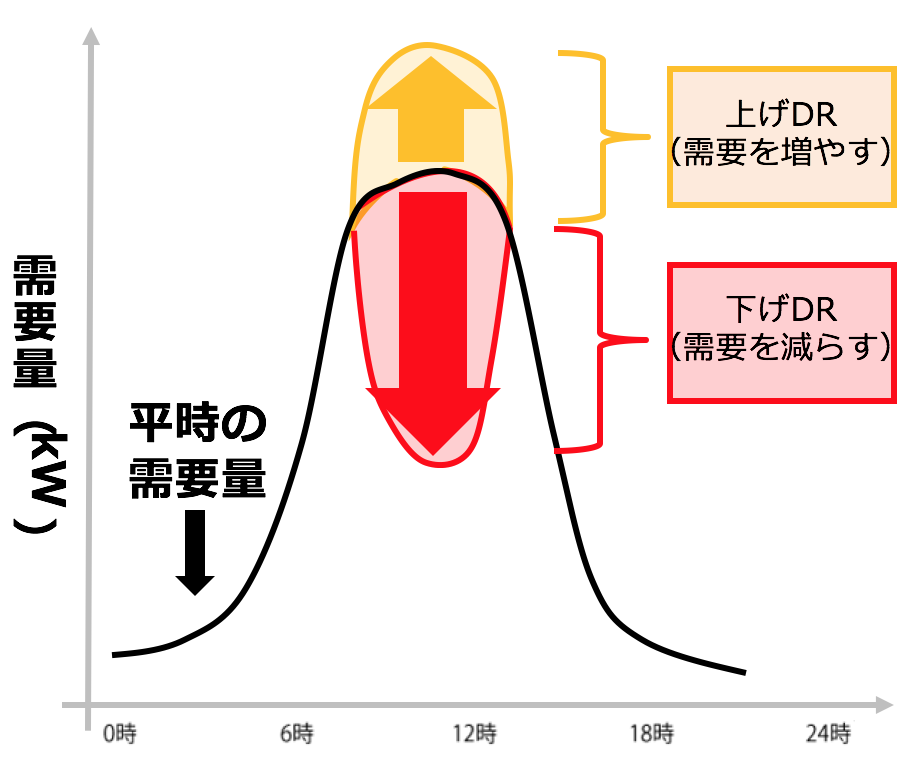 上げDR
（需要を増やす）
下げDR
（需要を減らす）
需要量（kW）
平時の
需要量
0時
6時
12時
18時
24時